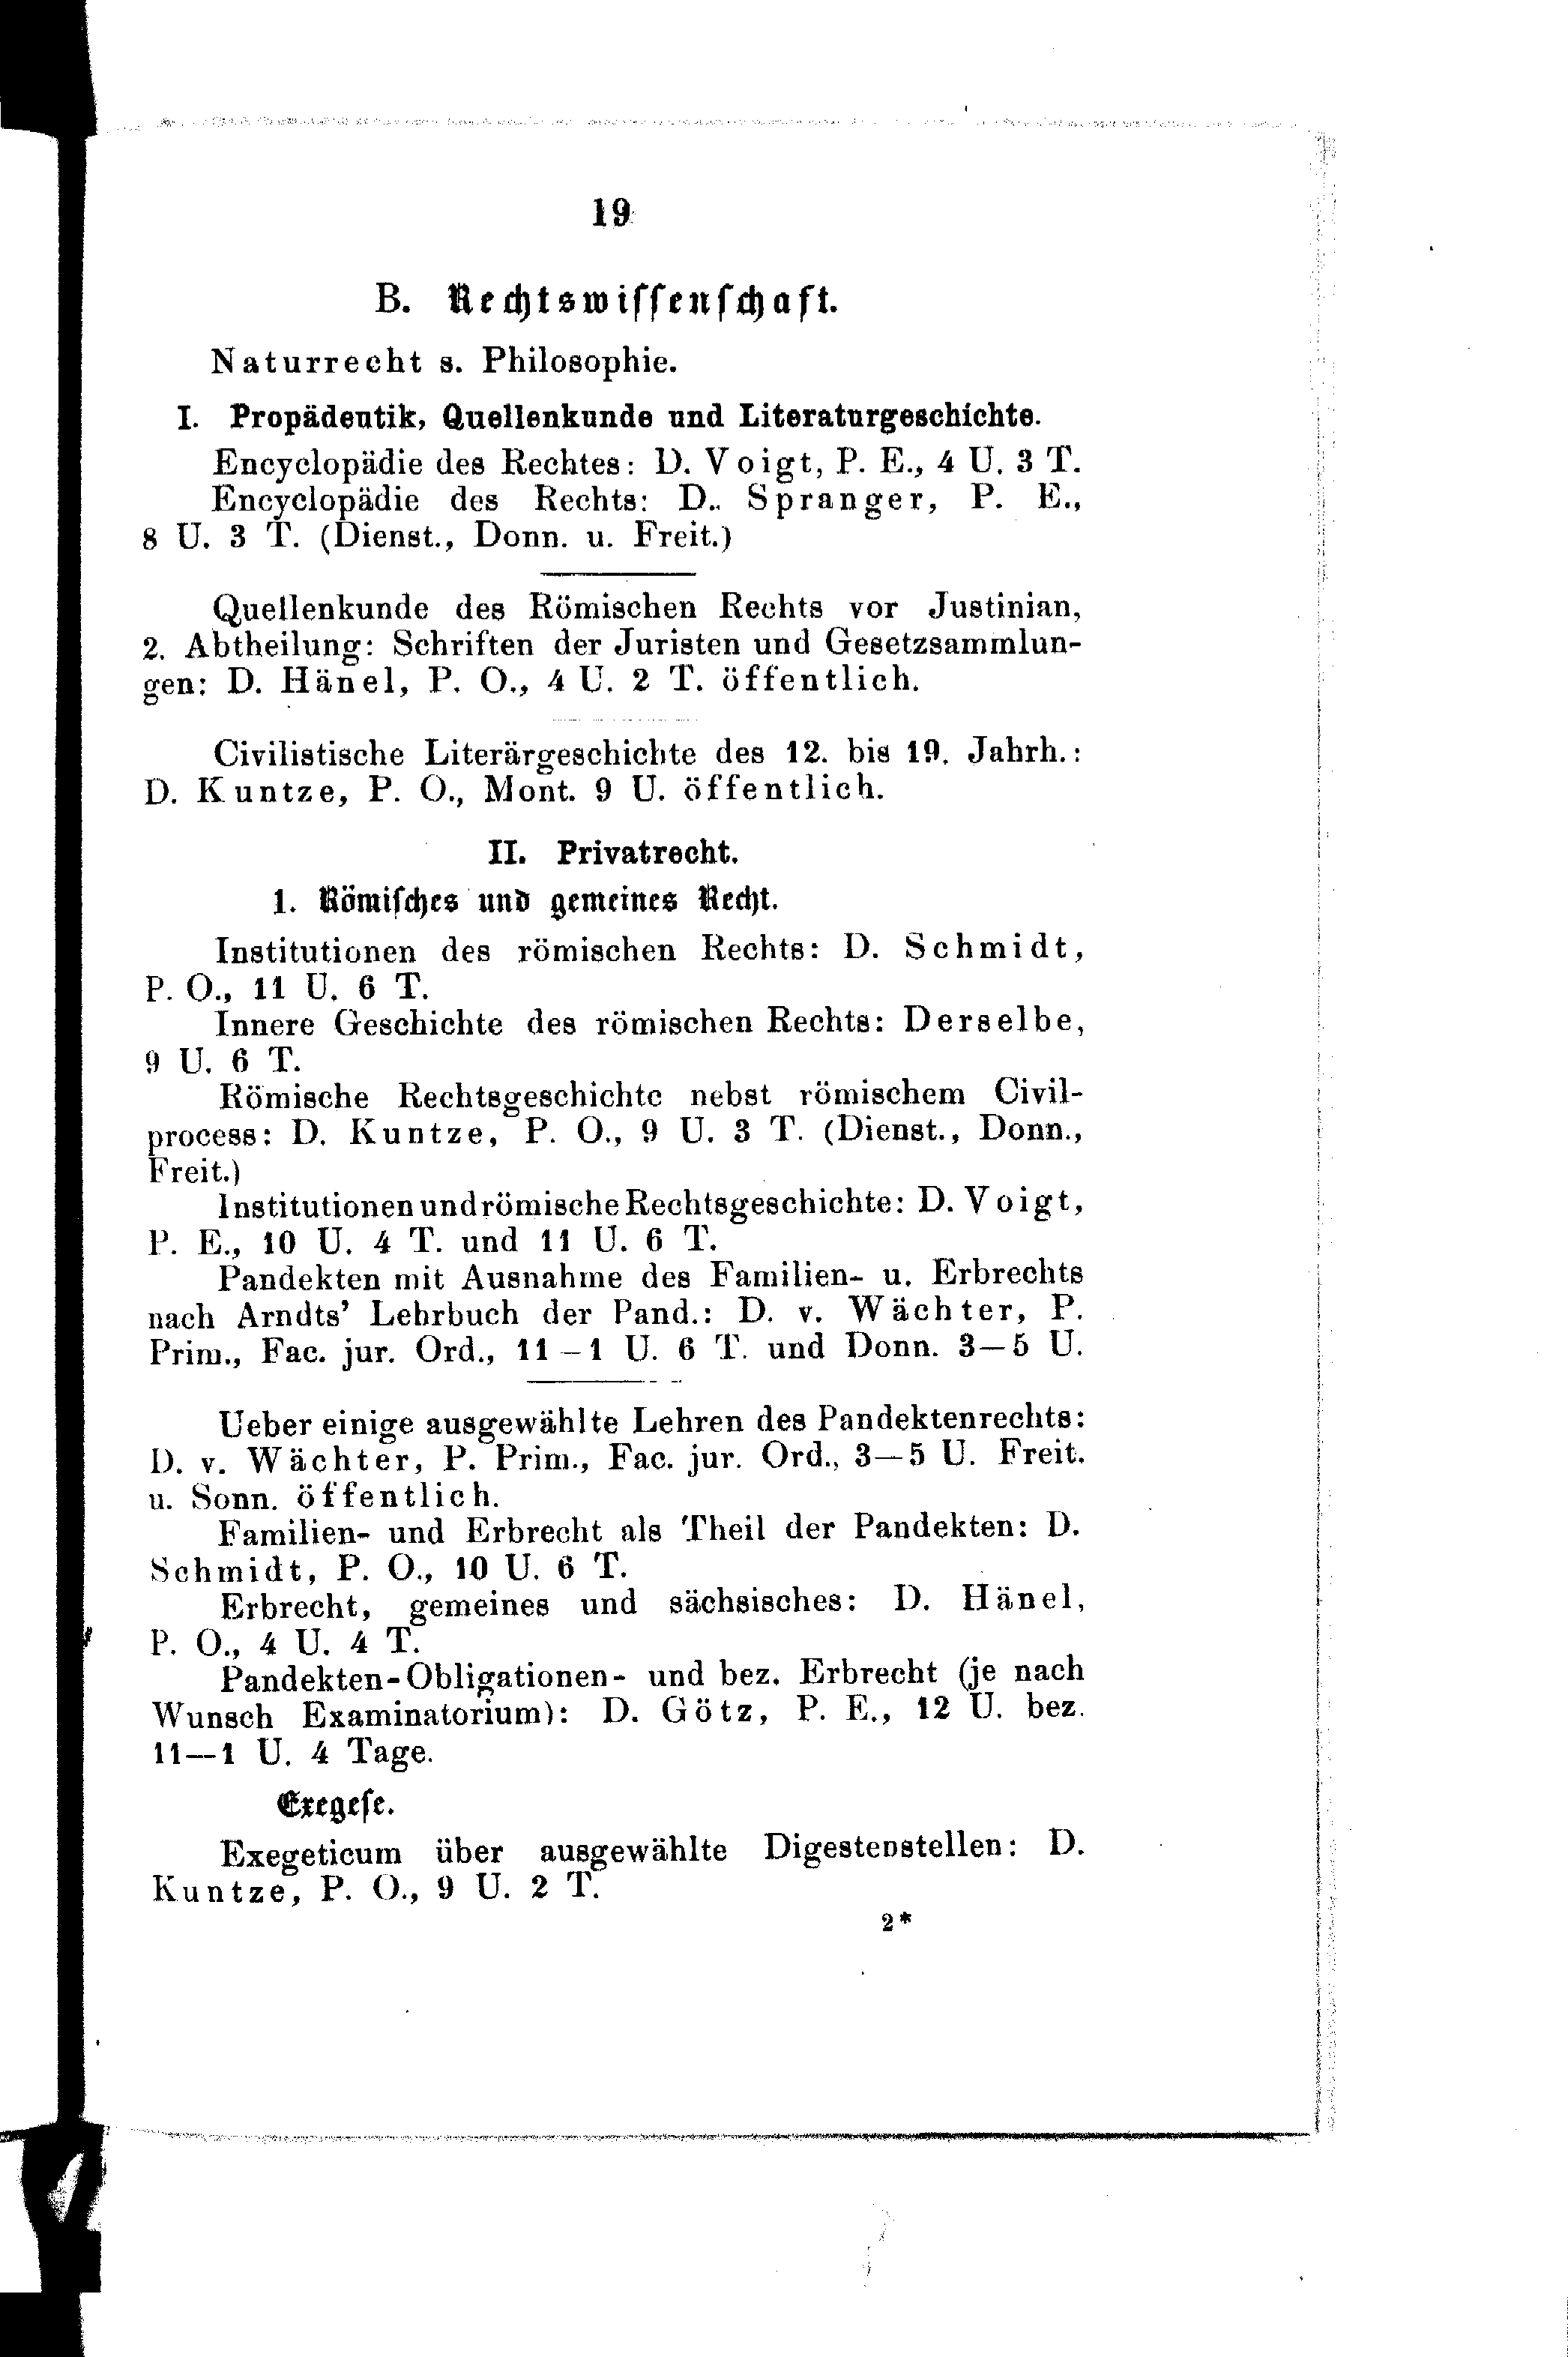 19
B. Rechtswissenschaft.
Naturrecht s. Philosophie.
I. Propädeutik, Quellenkunde und Literaturgeschichte.
Encyclopädie des Rechtes: D. Voigt, P. E., 4 U. 3 T.
Encyclopädie des Rechts: D.. Spranger, P. E.,
8 U. 3 T. (Dienst., Donn. u. Freit.)
Quellenkunde des Römischen Rechts vor Justinian,
2. Abtheilung: Schriften der Juristen und Gesetzsammlun-
gen: D. Hänel, P. O., 4 U. 2 T. öffentlich.
Civilistische Literärgeschichte des 12. bis 19. Jahrh.:
D. Kuntze, P. O., Mont. 9 U. öffentlich.
II. Privatrecht.
1. Römisches und gemeines Recht.
Institutionen des römischen Rechts: D. Schmidt,
P. O., 11 U. 6 T.
Innere Geschichte des römischen Rechts: Derselbe,
9 U. 6 T.
Römische Rechtsgeschichte nebst römischem Civil-
process: D. Kuntze, P. O., 9 U. 3 T. (Dienst., Donn.,
Freit.)
Institutionen und römische Rechtsgeschichte: D. Voigt,
P. E., 10 U. 4 T. und 11 U. 6 T.
Pandekten mit Ausnahme des Familien- u. Erbrechts
nach Arndts' Lehrbuch der Pand.: D. v. Wächter, P.
Prim., Fac. jur. Ord., 11–1 U. 6 T. und Donn. 3–5 U.
Ueber einige ausgewählte Lehren des Pandektenrechts:
D. v. Wächter, P. Prim., Fac. jur. Ord., 3–5 U. Freit.
u. Sonn. öffentlich.
Familien- und Erbrecht als Theil der Pandekten: D.
Schmidt, P. O., 10 U. 6 T.
Erbrecht, gemeines und sächsisches: D. Hänel,
P. O., 4 U. 4 T.
Pandekten-Obligationen- und bez. Erbrecht (je nach
Wunsch Examinatorium): D. Götz, P. E., 12 U. bez.
11–1 U. 4 Tage.
Exegese.
Exegeticum über ausgewählte Digestenstellen: D.
Kuntze, P. O., 9 U. 2 T.
2*